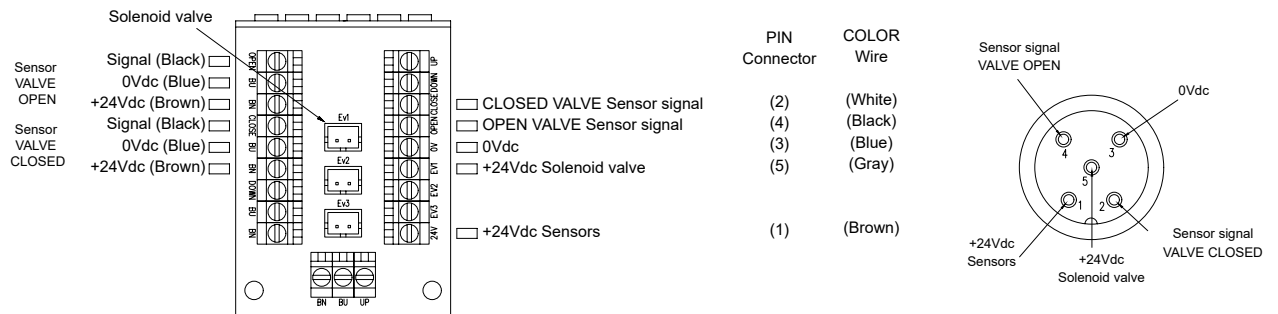 Solenoid valve
Sensor
VALVE
OPEN
Sensor
VALVE
CLOSED
Signal (Black)
0Vdc (Blue)
+24Vdc (Brown)
Signal (Black)
0Vdc (Blue)
+24Vdc (Brown)
OPEN
BU
BN
CLOSE
BU
BN
DOWN
BU
BN
Ev1
Ev2
Ev3
BN BU UP
UP
DOWN
CLOSE
OPEN
0V
EV1
EV2
EV3
24V
PIN COLOR
Connector Wire
CLOSED VALVE Sensor signal (2) (White)
OPEN VALVE Sensor signal (4) (Black)
0Vdc (3) (Blue)
+24Vdc Solenoid valve (5) (Gray)
+24Vdc Sensors (1) (Brown)
Sensor signal
VALVE OPEN
0Vdc
4 3
5
1 2
+24Vdc
Sensors
+24Vdc
Solenoid valve
Sensor signal
VALVE CLOSED